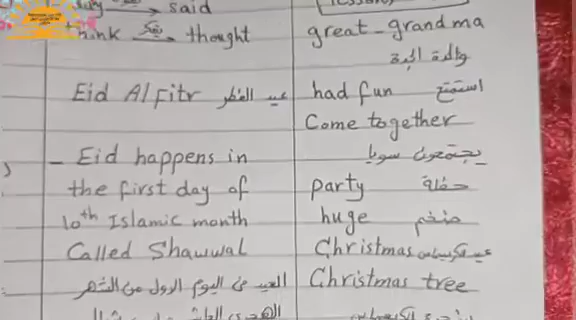 say → said
think يفكر → thought
Eid Al Fitr عيد الفطر
- Eid happens in
the first day of
10th Islamic month
Called Shawwal
العيد في اليوم الاول من الشهر
الهجري
great-grandma
والدة الجدة
had fun استمتع
Come together
يجتمعون سويا
party حفلة
huge ضخم
Christmas عيد الكريسماس
Christmas tree